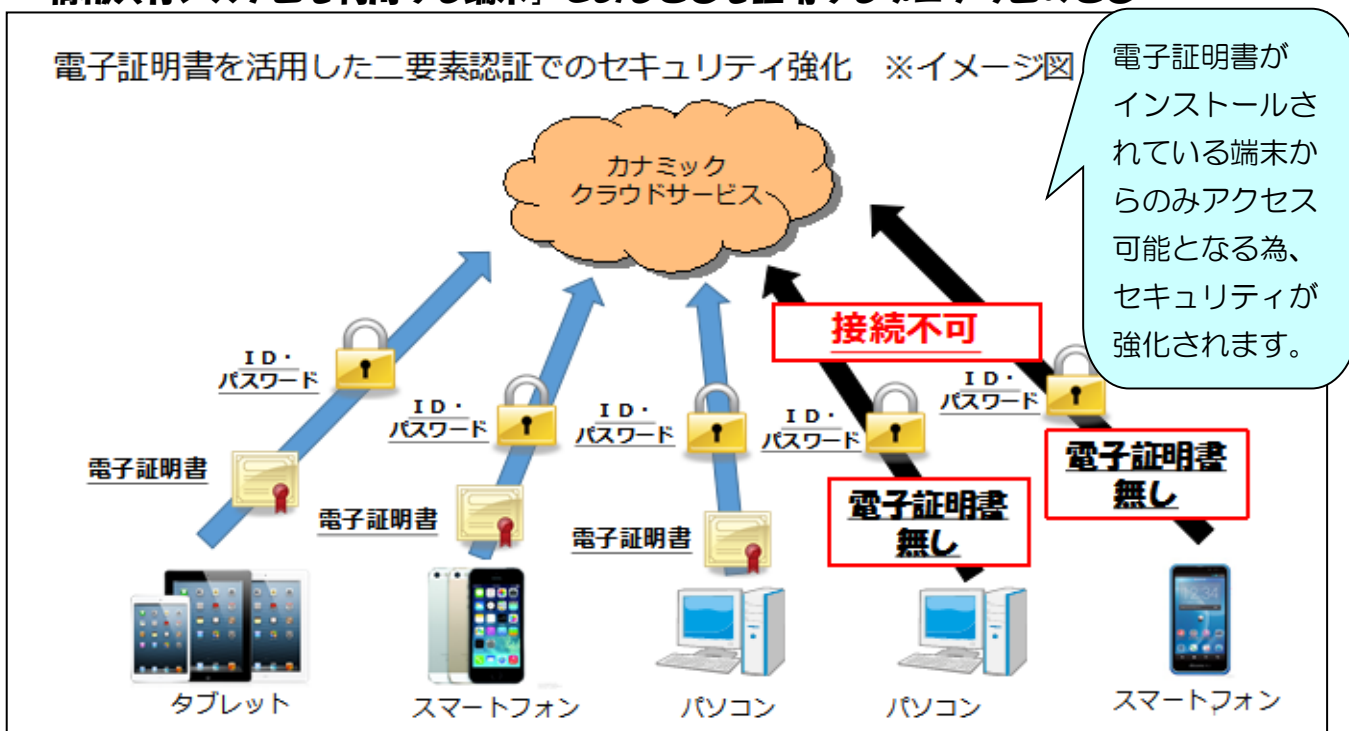 電子証明書を活用した二要素認証でのセキュリティ強化　※イメージ図
電子証明書が
インストールさ
れている端末か
らのみアクセス
可能となる為、
セキュリティが
強化されます。
カナミック
クラウドサービス
接続不可
ＩＤ・
パスワード
ＩＤ・
パスワード
ＩＤ・
パスワード
ＩＤ・
パスワード
ＩＤ・
パスワード
電子証明書
電子証明書
電子証明書
電子証明書
無し
電子証明書
無し
タブレット
スマートフォン
パソコン
パソコン
スマートフォン